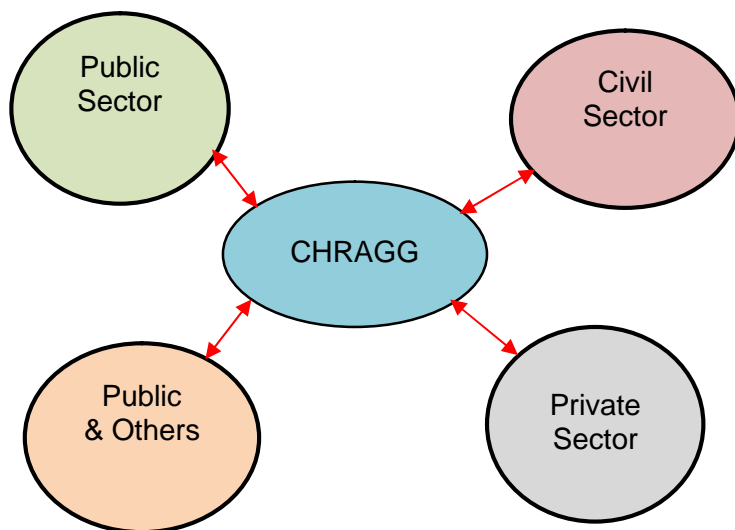 Public
Sector
Civil
Sector
CHRAGG
Public
& Others
Private
Sector